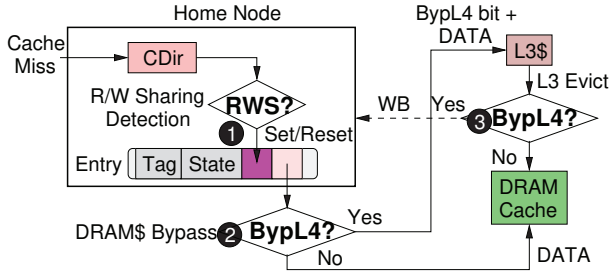 Home Node
BypL4 bit +
DATA
Cache
Miss
CDir
L3$
R/W Sharing
Detection
RWS?
L3 Evict
WB
Yes
1
Set/Reset
3
BypL4?
Entry
Tag
State
No
DRAM
Cache
DRAM$ Bypass
2
BypL4?
Yes
No
DATA